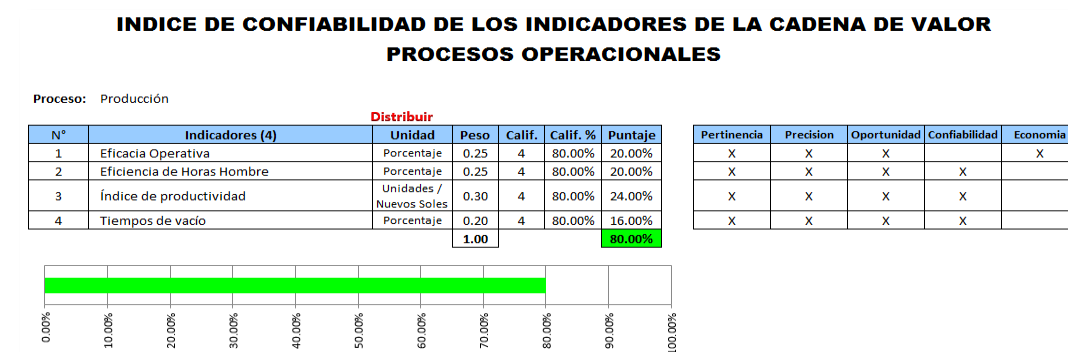 INDICE DE CONFIABILIDAD DE LOS INDICADORES DE LA CADENA DE VALOR
PROCESOS OPERACIONALES
Proceso: Producción
Distribuir
N° Indicadores (4) Unidad Peso Calif. Calif. % Puntaje Pertinencia Precision Oportunidad Confiabilidad Economia
1 Eficacia Operativa Porcentaje 0.25 4 80.00% 20.00% X X X X
2 Eficiencia de Horas Hombre Porcentaje 0.25 4 80.00% 20.00% X X X X
3 Índice de productividad Unidades / Nuevos Soles 0.30 4 80.00% 24.00% X X X X
4 Tiempos de vacío Porcentaje 0.20 4 80.00% 16.00% X X X X
1.00 80.00%
0.00% 10.00% 20.00% 30.00% 40.00% 50.00% 60.00% 70.00% 80.00% 90.00% 100.00%